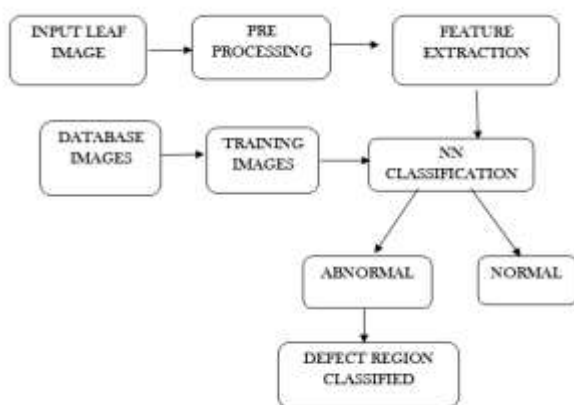 INPUT LEAF
IMAGE
PRE
PROCESSING
FEATURE
EXTRACTION
DATABASE
IMAGES
TRAINING
IMAGES
NN
CLASSIFICATION
ABNORMAL
NORMAL
DEFECT REGION
CLASSIFIED